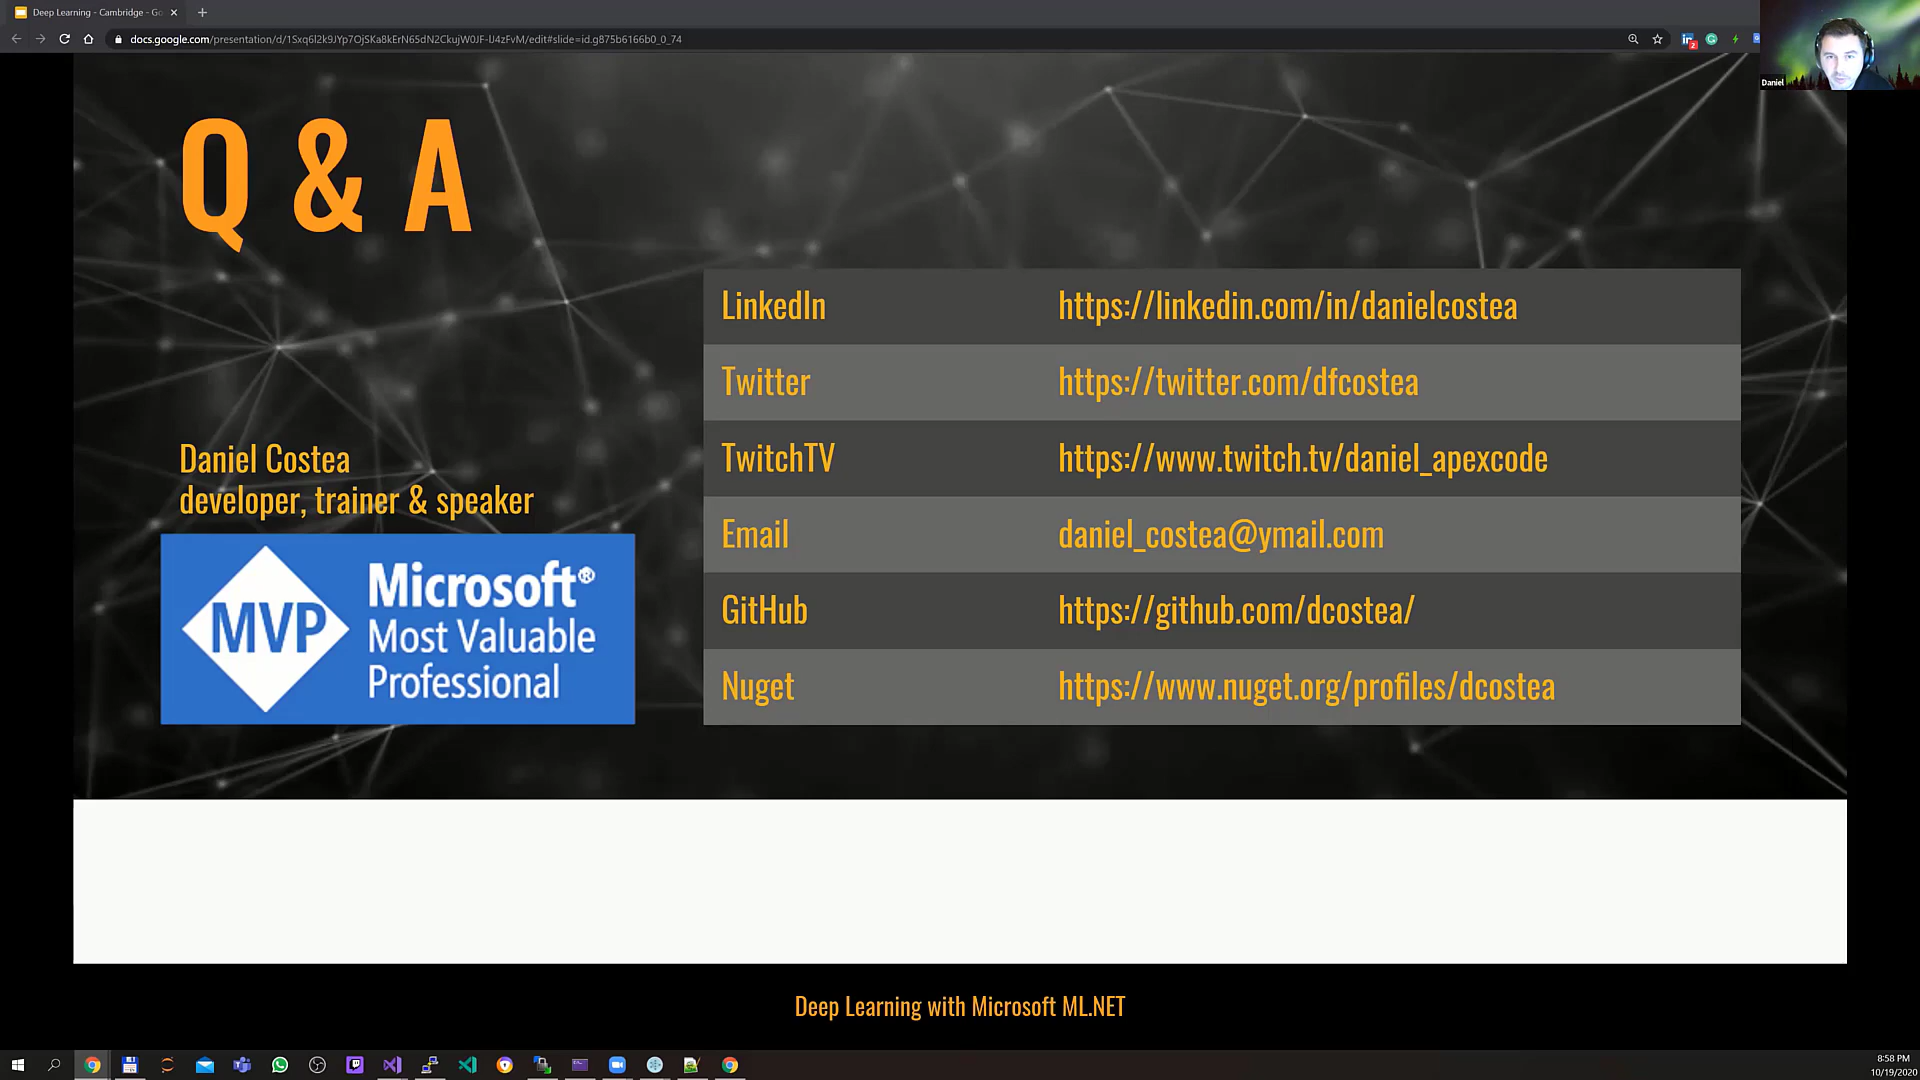 Deep Learning - Cambridge - Go
docs.google.com/presentation/d/1Sxq6l2k9JYp7OjSKa8kErN65dN2CkujW0JF-lJ4zFvM/edit#slide=id.g875b6166b0_0_74
Daniel
Q & A
LinkedIn https://linkedin.com/in/danielcostea
Twitter https://twitter.com/dfcostea
TwitchTV https://www.twitch.tv/daniel_apexcode
Email daniel_costea@ymail.com
GitHub https://github.com/dcostea/
Nuget https://www.nuget.org/profiles/dcostea
Daniel Costea
developer, trainer & speaker
MVP
Microsoft®
Most Valuable
Professional
Deep Learning with Microsoft ML.NET
8:58 PM
10/19/2020